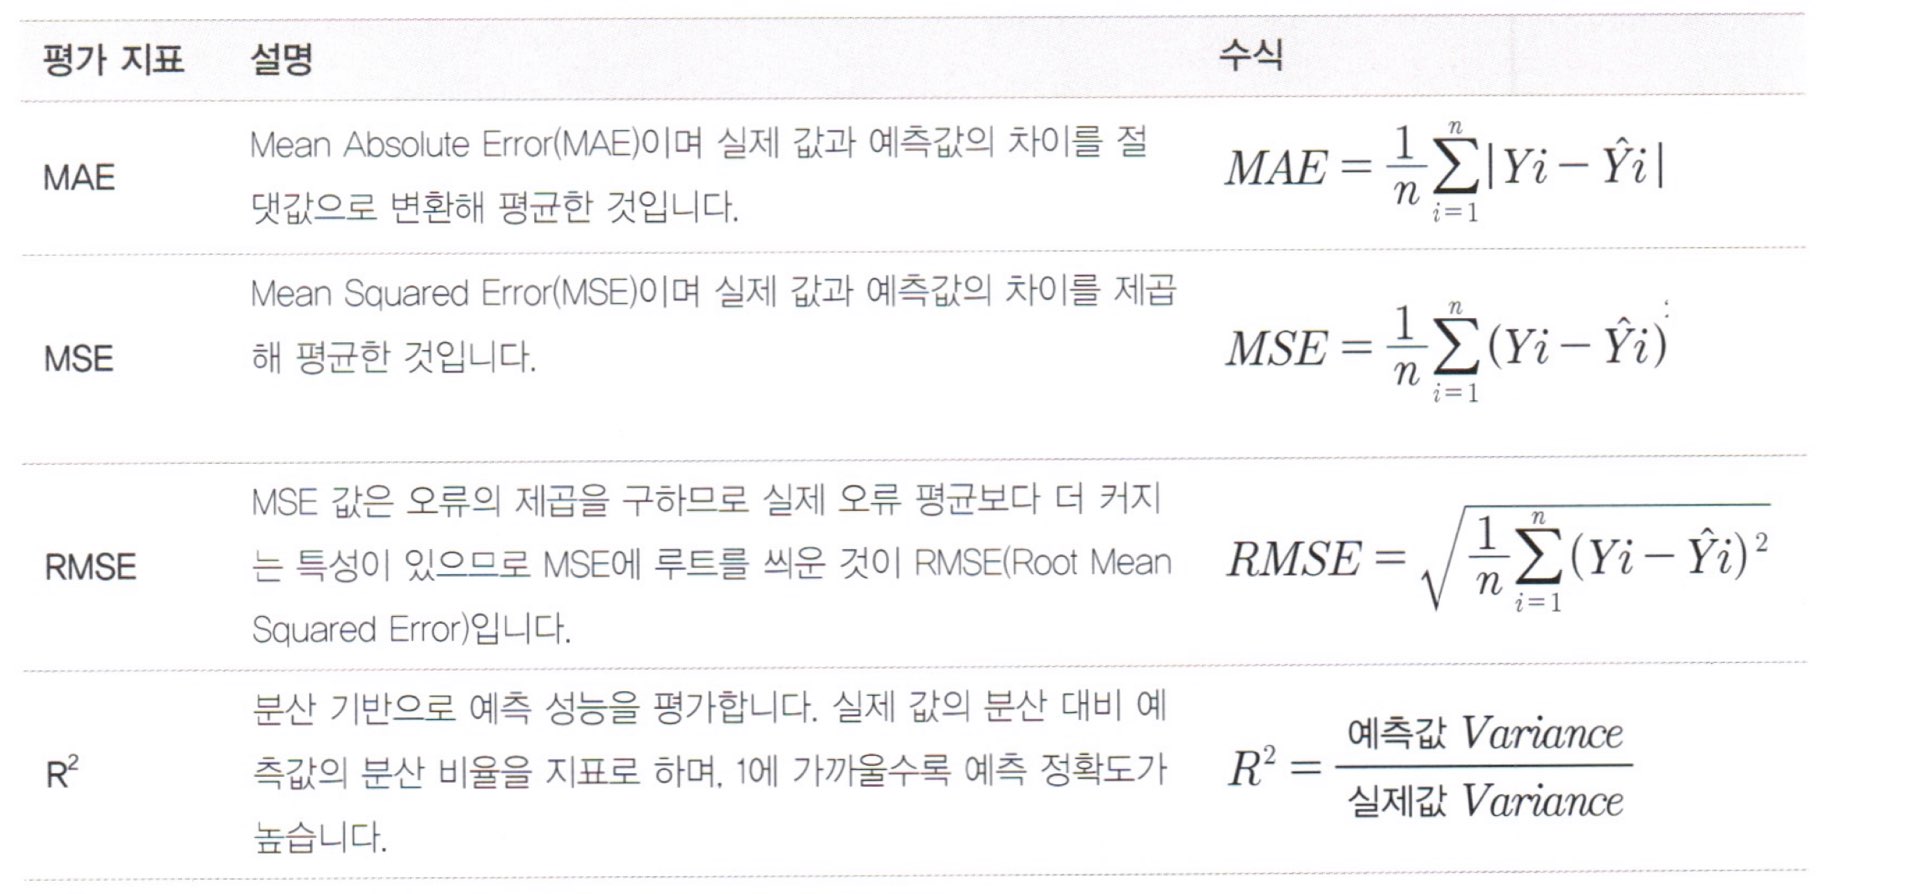 평가 지표 설명 수식
MAE
Mean Absolute Error(MAE)이며 실제 값과 예측값의 차이를 절
댓값으로 변환해 평균한 것입니다.
MAE = \frac{1}{n}\sum_{i=1}^{n}|Yi − Ŷi|
MSE
Mean Squared Error(MSE)이며 실제 값과 예측값의 차이를 제곱
해 평균한 것입니다.
MSE = \frac{1}{n}\sum_{i=1}^{n}(Yi − Ŷi)
RMSE
MSE 값은 오류의 제곱을 구하므로 실제 오류 평균보다 더 커지
는 특성이 있으므로 MSE에 루트를 씌운 것이 RMSE(Root Mean
Squared Error)입니다.
RMSE = \sqrt{\frac{1}{n}\sum_{i=1}^{n}(Yi − Ŷi)^2}
R²
분산 기반으로 예측 성능을 평가합니다. 실제 값의 분산 대비 예
측값의 분산 비율을 지표로 하며, 1에 가까울수록 예측 정확도가
높습니다.
R² = \frac{예측값 Variance}{실제값 Variance}